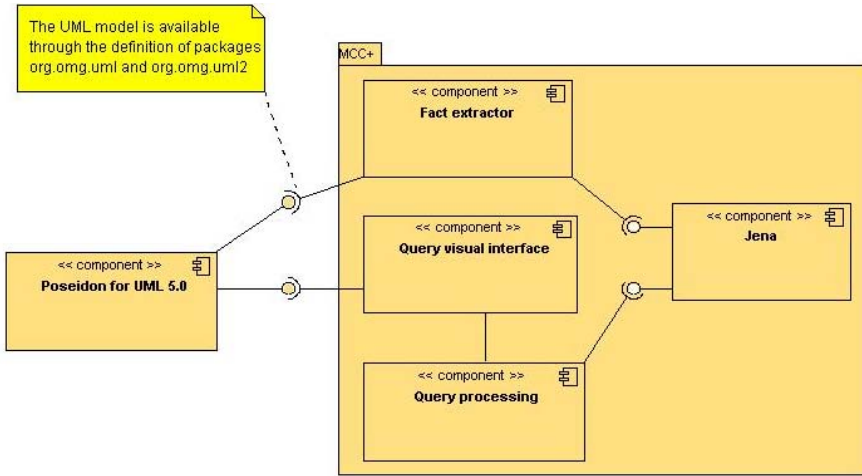 The UML model is available
through the definition of packages
org.omg.uml and org.omg.uml2
MCC+
<< component >>
Fact extractor
<< component >>
Query visual interface
<< component >>
Jena
<< component >>
Poseidon for UML 5.0
<< component >>
Query processing